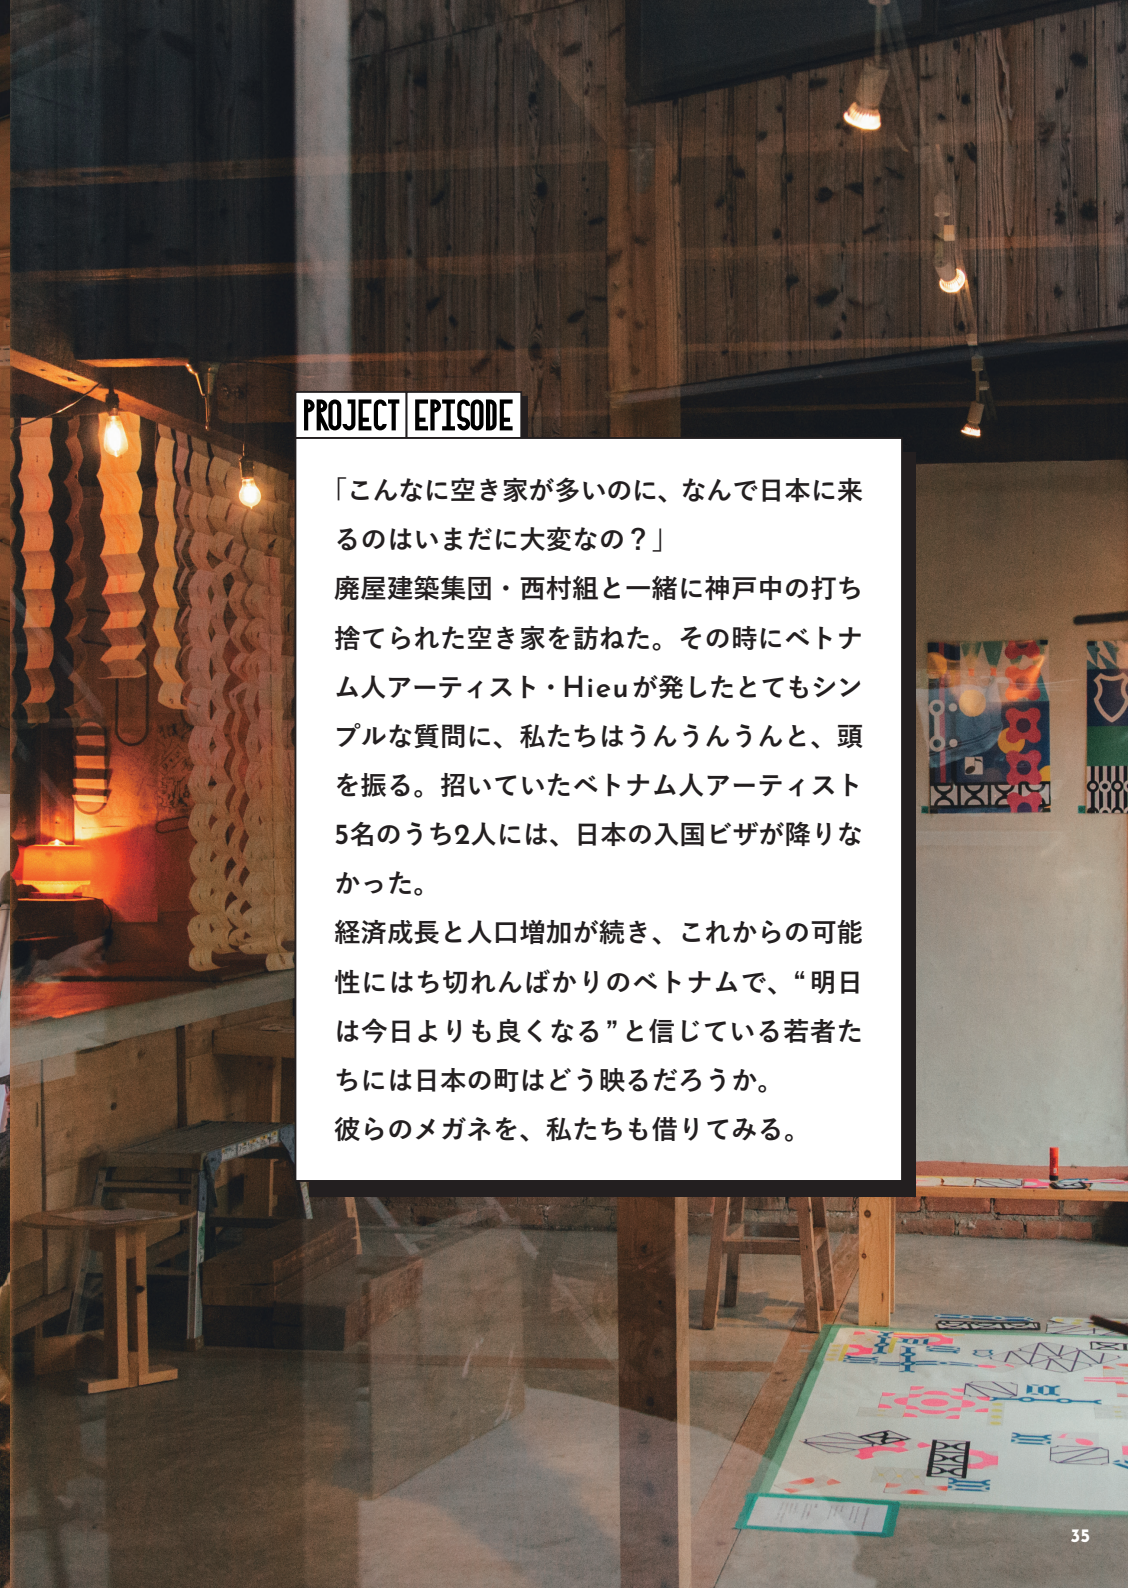 PROJECT EPISODE
「こんなに空き家が多いのに、なんで日本に来
るのはいまだに大変なの？」
廃屋建築集団・西村組と一緒に神戸中の打ち
捨てられた空き家を訪ねた。その時にベトナ
ム人アーティスト・Hieuが発したとてもシン
プルな質問に、私たちはうんうんうんと、頭
を振る。招いていたベトナム人アーティスト
5名のうち2人には、日本の入国ビザが降りな
かった。
経済成長と人口増加が続き、これからの可能
性にはち切れんばかりのベトナムで、“明日
は今日よりも良くなる”と信じている若者た
ちには日本の町はどう映るだろうか。
彼らのメガネを、私たちも借りてみる。
35